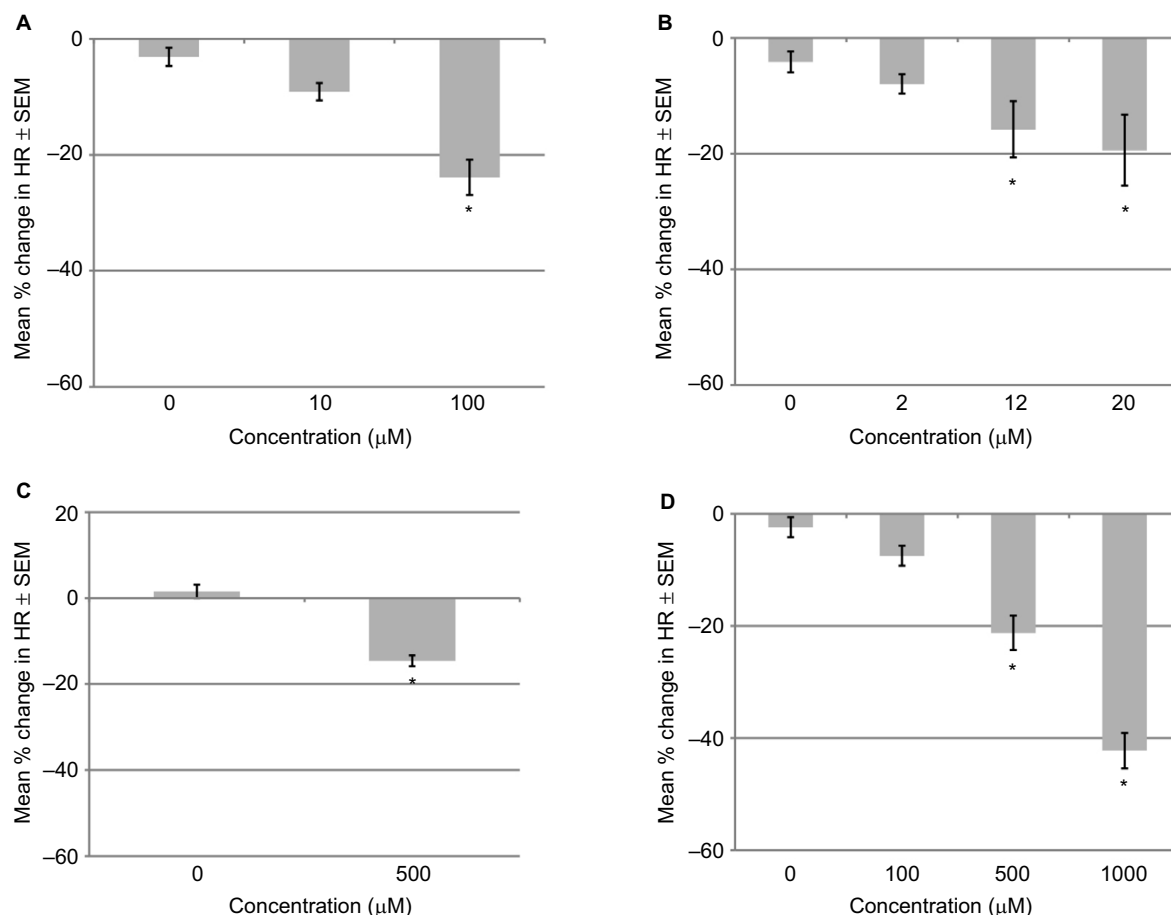 A
Mean % change in HR ± SEM
0
–20
–40
–60
*
0 10 100
Concentration (μM)
B
Mean % change in HR ± SEM
0
–20
–40
–60
*
*
0 2 12 20
Concentration (μM)
C
Mean % change in HR ± SEM
20
0
–20
–40
–60
*
0 500
Concentration (μM)
D
Mean % change in HR ± SEM
0
–20
–40
–60
*
*
0 100 500 1000
Concentration (μM)